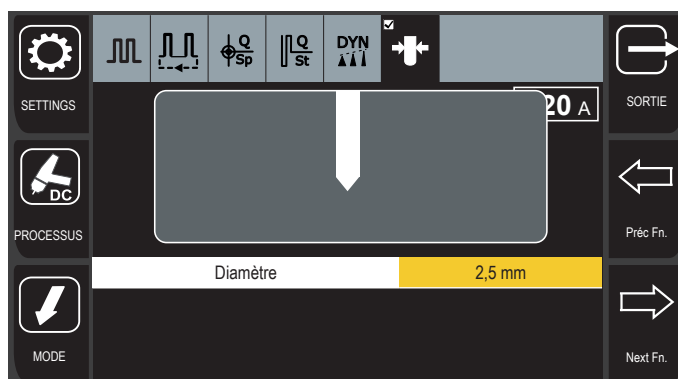 Q
Sp
Q
St
DYN
SETTINGS
20 A
SORTIE
DC
PROCESSUS
Préc Fn.
Diamètre 2,5 mm
MODE
Next Fn.